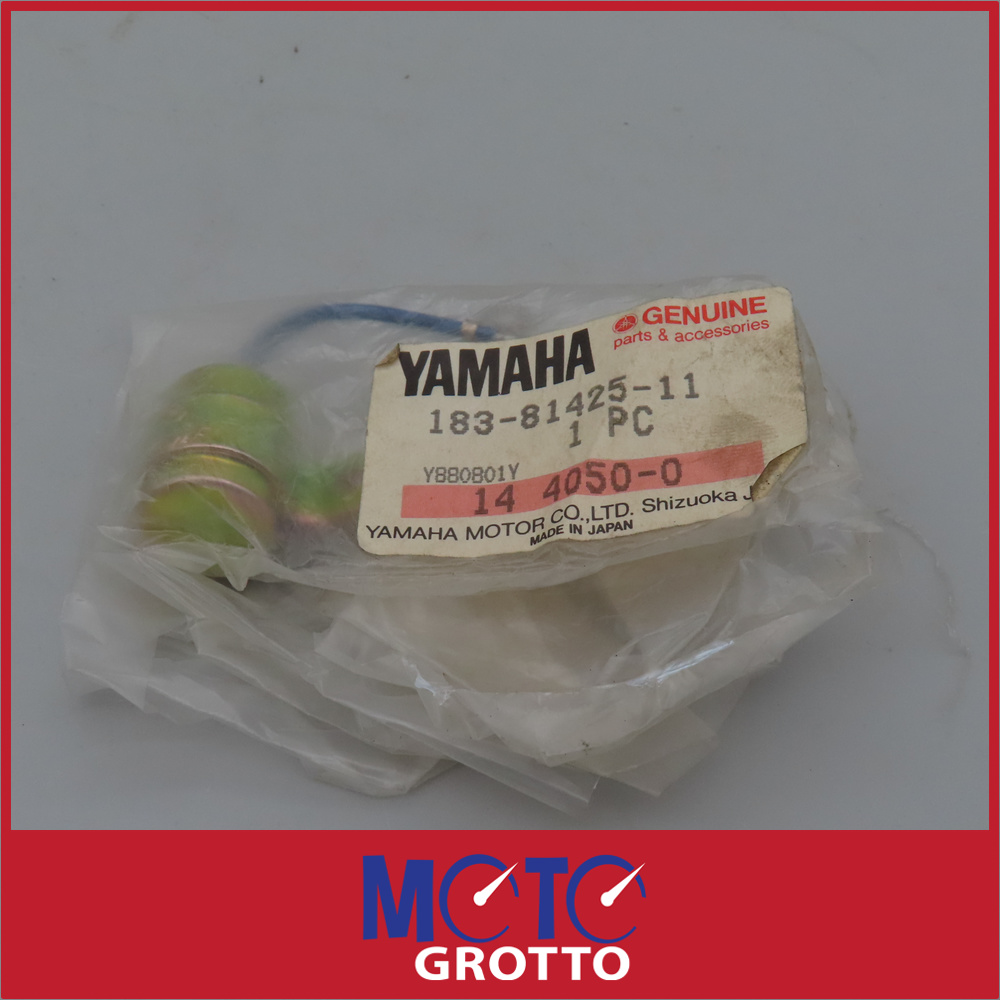 GENUINE
parts & accessories
YAMAHA
183-81425-11
1 PC
Y880801Y
14 4050-0
YAMAHA MOTOR CO.,LTD. Shizuoka
MADE IN JAPAN
MOTO
GROTTO